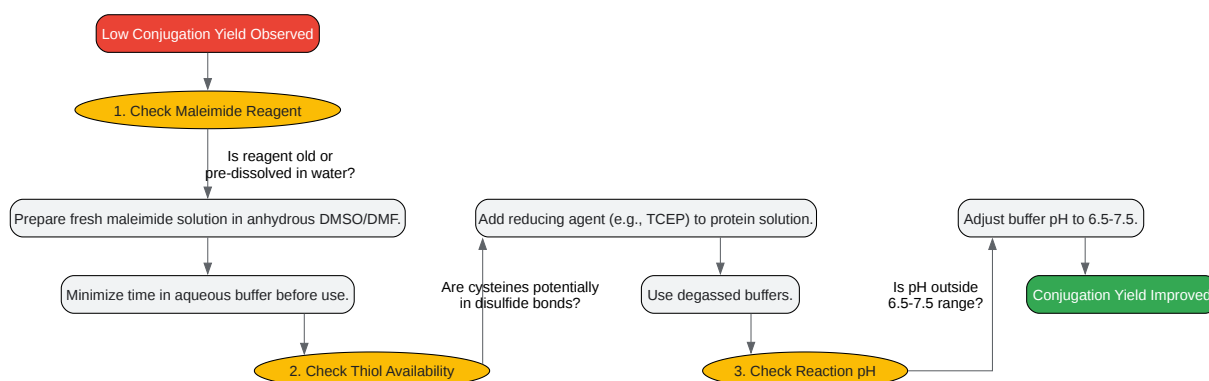 Low Conjugation Yield Observed
1. Check Maleimide Reagent
Is reagent old or
pre-dissolved in water?
Prepare fresh maleimide solution in anhydrous DMSO/DMF.
Minimize time in aqueous buffer before use.
2. Check Thiol Availability
Are cysteines potentially
in disulfide bonds?
Add reducing agent (e.g., TCEP) to protein solution.
Use degassed buffers.
3. Check Reaction pH
Is pH outside
6.5-7.5 range?
Adjust buffer pH to 6.5-7.5.
Conjugation Yield Improved